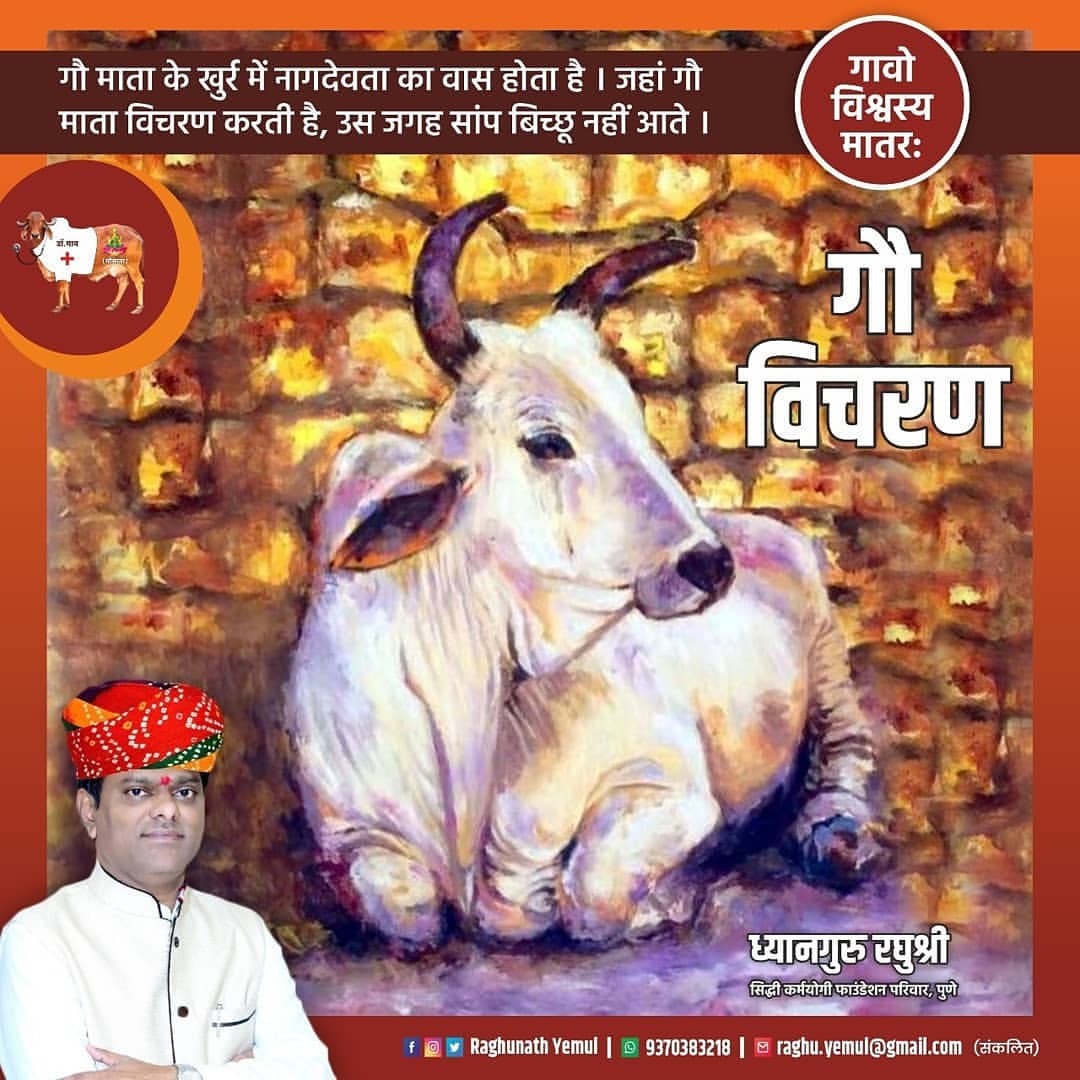 गौ माता के खुर्र में नागदेवता का वास होता है । जहां गौ
माता विचरण करती है, उस जगह सांप बिच्छू नहीं आते ।
गावो
विश्वस्य
मातर:
डॉ.गाय
गौ
विचरण
ध्यानगुरु रघुश्री
सिद्धी कर्मयोगी फाउंडेशन परिवार, पुणे
Raghunath Yemul | 9370383218 | raghu.yemul@gmail.com (संकलित)